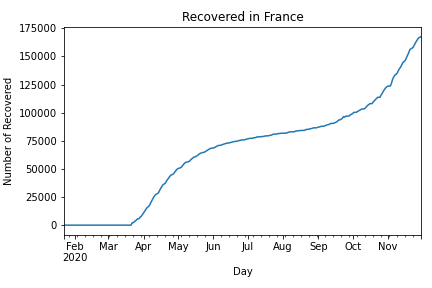 Recovered in France
175000
150000
125000
100000
75000
50000
25000
0
Number of Recovered
Feb Mar Apr May Jun Jul Aug Sep Oct Nov
2020
Day